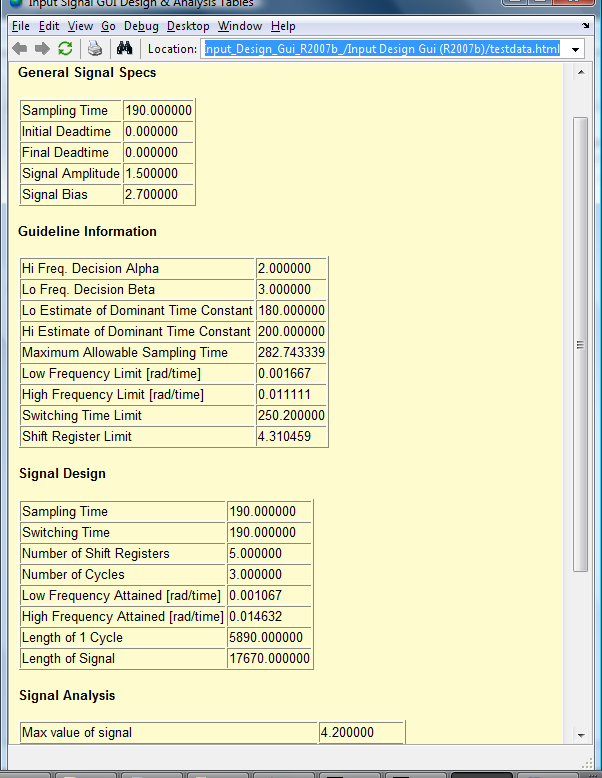 Input Signal GUI Design & Analysis Tables
File Edit View Go Debug Desktop Window Help
Location: nput_Design_Gui_R2007b_/Input Design Gui (R2007b)/testdata.html
General Signal Specs
Sampling Time 190.000000
Initial Deadtime 0.000000
Final Deadtime 0.000000
Signal Amplitude 1.500000
Signal Bias 2.700000
Guideline Information
Hi Freq. Decision Alpha 2.000000
Lo Freq. Decision Beta 3.000000
Lo Estimate of Dominant Time Constant 180.000000
Hi Estimate of Dominant Time Constant 200.000000
Maximum Allowable Sampling Time 282.743339
Low Frequency Limit [rad/time] 0.001667
High Frequency Limit [rad/time] 0.011111
Switching Time Limit 250.200000
Shift Register Limit 4.310459
Signal Design
Sampling Time 190.000000
Switching Time 190.000000
Number of Shift Registers 5.000000
Number of Cycles 3.000000
Low Frequency Attained [rad/time] 0.001067
High Frequency Attained [rad/time] 0.014632
Length of 1 Cycle 5890.000000
Length of Signal 17670.000000
Signal Analysis
Max value of signal 4.200000